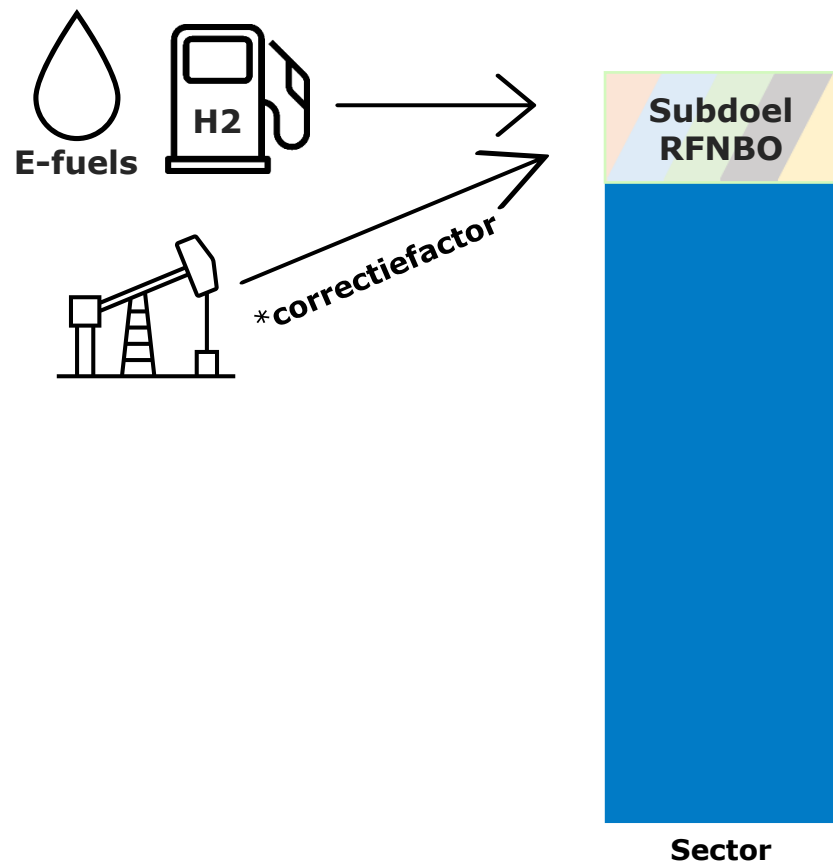 E-fuels
H2
Subdoel
RFNBO
*correctiefactor
Sector